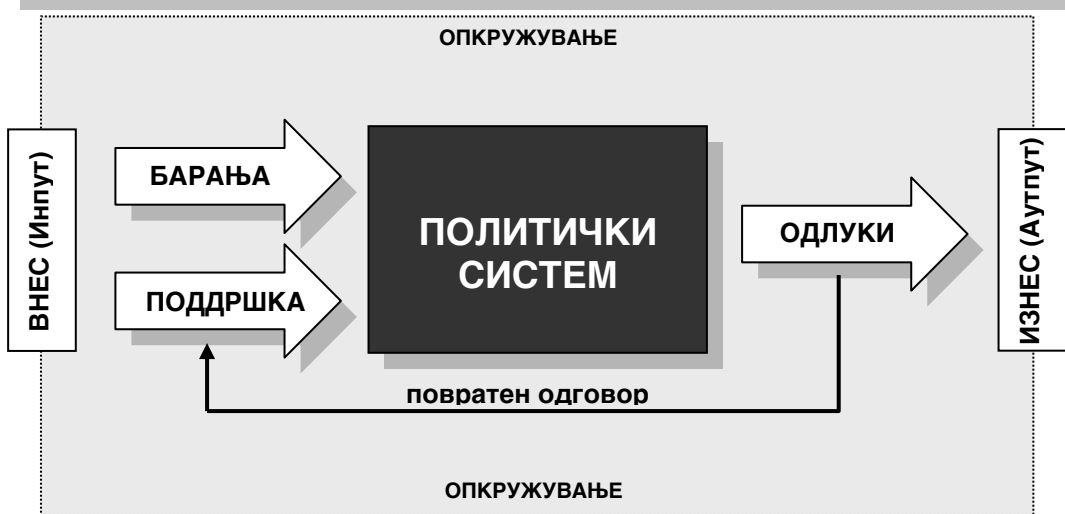 ОПКРУЖУВАЊЕ
ВНЕС (Инпут)
БАРАЊА
ПОДДРШКА
ПОЛИТИЧКИ
СИСТЕМ
ОДЛУКИ
ИЗНЕС (Аутпут)
повратен одговор
ОПКРУЖУВАЊЕ